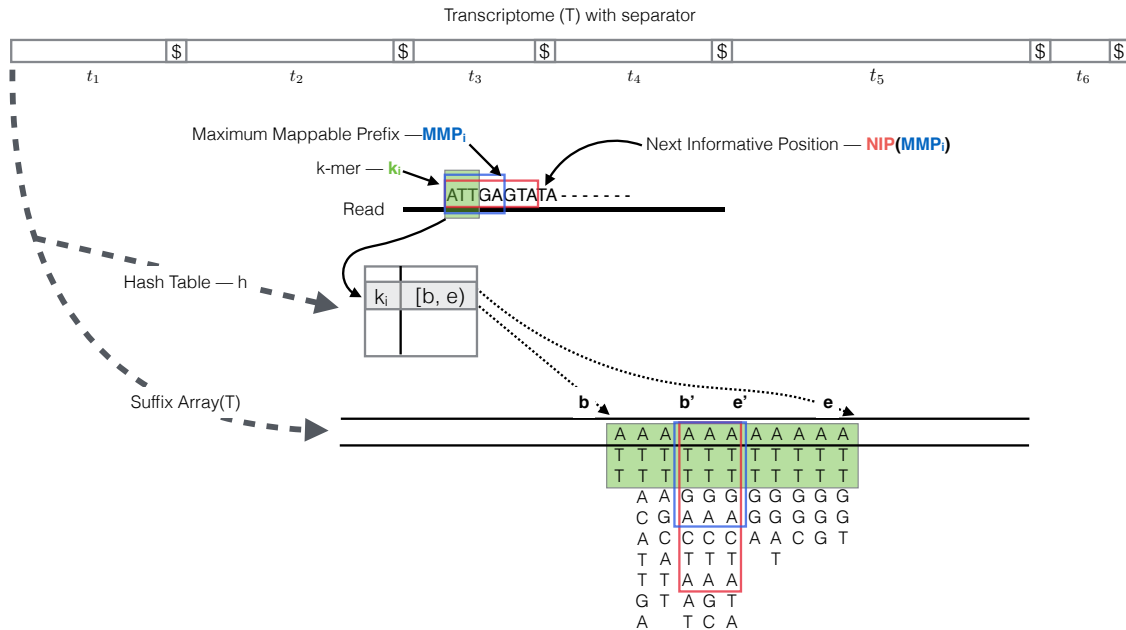 Transcriptome (T) with separator
$ $ $ $ $ $
t1 t2 t3 t4 t5 t6
Maximum Mappable Prefix —MMPi
Next Informative Position — NIP(MMPi)
k-mer — ki
ATTGAGTATA - - - - - - -
Read
Hash Table — h
ki [b, e)
Suffix Array(T)
b b' e' e
A A A A A A A A A A A
T T T T T T T T T T T
T T T T T T T T T T T
A A G G G G G G G G
C G A A A G G G G G
A C C C C A A C G T
T A T T T T
T T A A A
G T A G T
A T C A